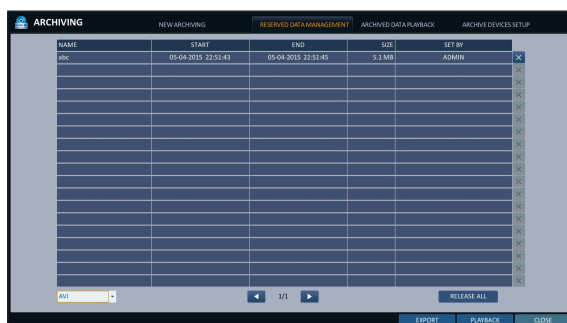 ARCHIVING
NEW ARCHIVING RESERVED DATA MANAGEMENT ARCHIVED DATA PLAYBACK ARCHIVE DEVICES SETUP
NAME START END SIZE SET BY
abc 05-04-2015 22:51:43 05-04-2015 22:51:45 5.1 MB ADMIN
AVI 1/1 RELEASE ALL
EXPORT PLAYBACK CLOSE